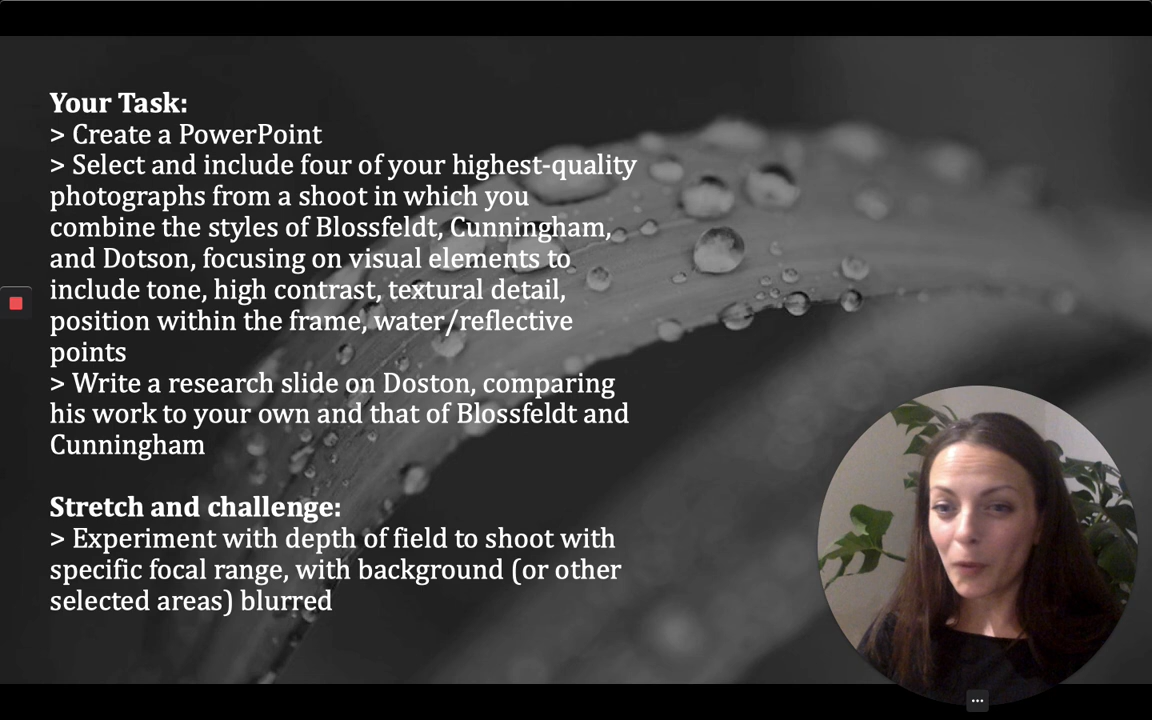 Your Task:
> Create a PowerPoint
> Select and include four of your highest-quality
photographs from a shoot in which you
combine the styles of Blossfeldt, Cunningham,
and Dotson, focusing on visual elements to
include tone, high contrast, textural detail,
position within the frame, water/reflective
points
> Write a research slide on Doston, comparing
his work to your own and that of Blossfeldt and
Cunningham
Stretch and challenge:
> Experiment with depth of field to shoot with
specific focal range, with background (or other
selected areas) blurred